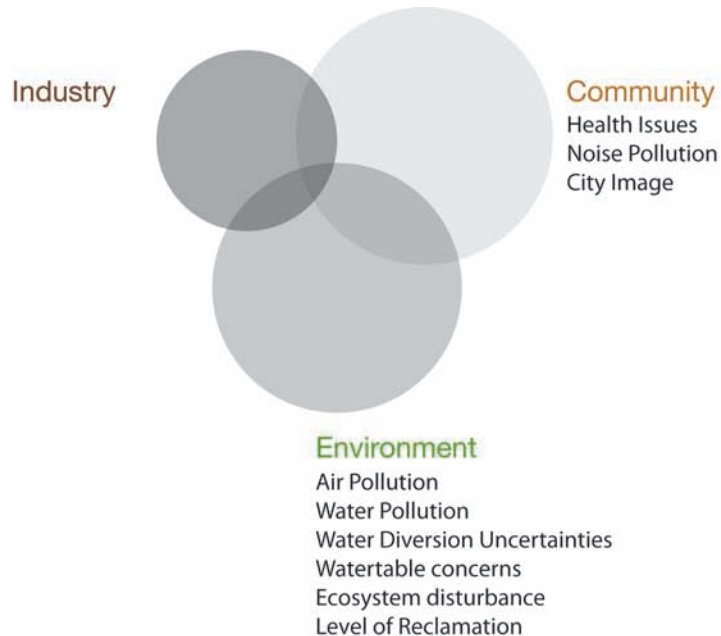 Industry
Community
Health Issues
Noise Pollution
City Image
Environment
Air Pollution
Water Pollution
Water Diversion Uncertainties
Watertable concerns
Ecosystem disturbance
Level of Reclamation